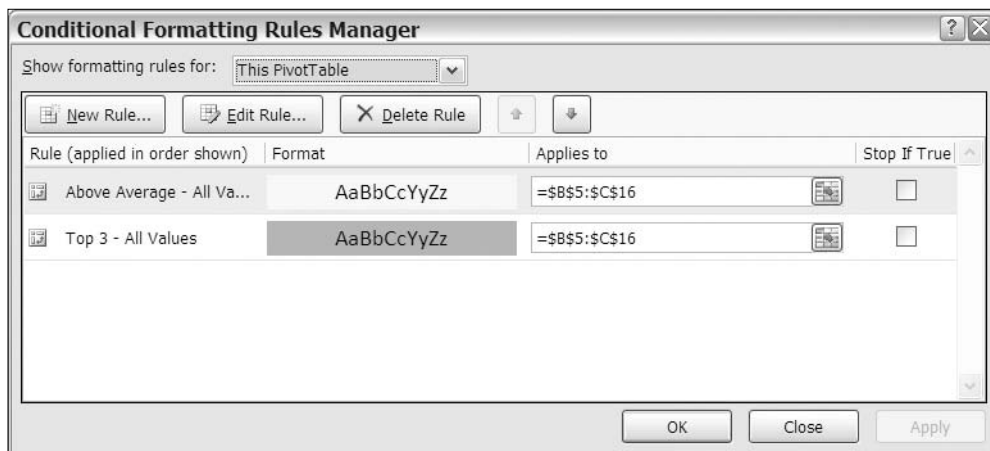 Conditional Formatting Rules Manager ?
Show formatting rules for: This PivotTable
New Rule... Edit Rule... Delete Rule
Rule (applied in order shown) Format Applies to Stop If True
Above Average - All Va... AaBbCcYyZz =$B$5:$C$16
Top 3 - All Values AaBbCcYyZz =$B$5:$C$16
OK Close Apply